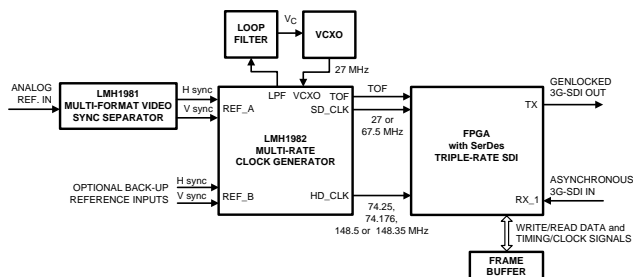 LOOP
FILTER
VC
VCXO
27 MHz
ANALOG
REF. IN
LMH1981
MULTI-FORMAT VIDEO
SYNC SEPARATOR
H sync
V sync
REF_A
LPF
VCXO
TOF
SD_CLK
LMH1982
MULTI-RATE
CLOCK GENERATOR
TOF
27 or
67.5 MHz
FPGA
with SerDes
TRIPLE-RATE SDI
TX
GENLOCKED
3G-SDI OUT
OPTIONAL BACK-UP
REFERENCE INPUTS
H sync
V sync
REF_B
HD_CLK
74.25,
74.176,
148.5 or 148.35 MHz
RX_1
ASYNCHRONOUS
3G-SDI IN
WRITE/READ DATA and
TIMING/CLOCK SIGNALS
FRAME
BUFFER